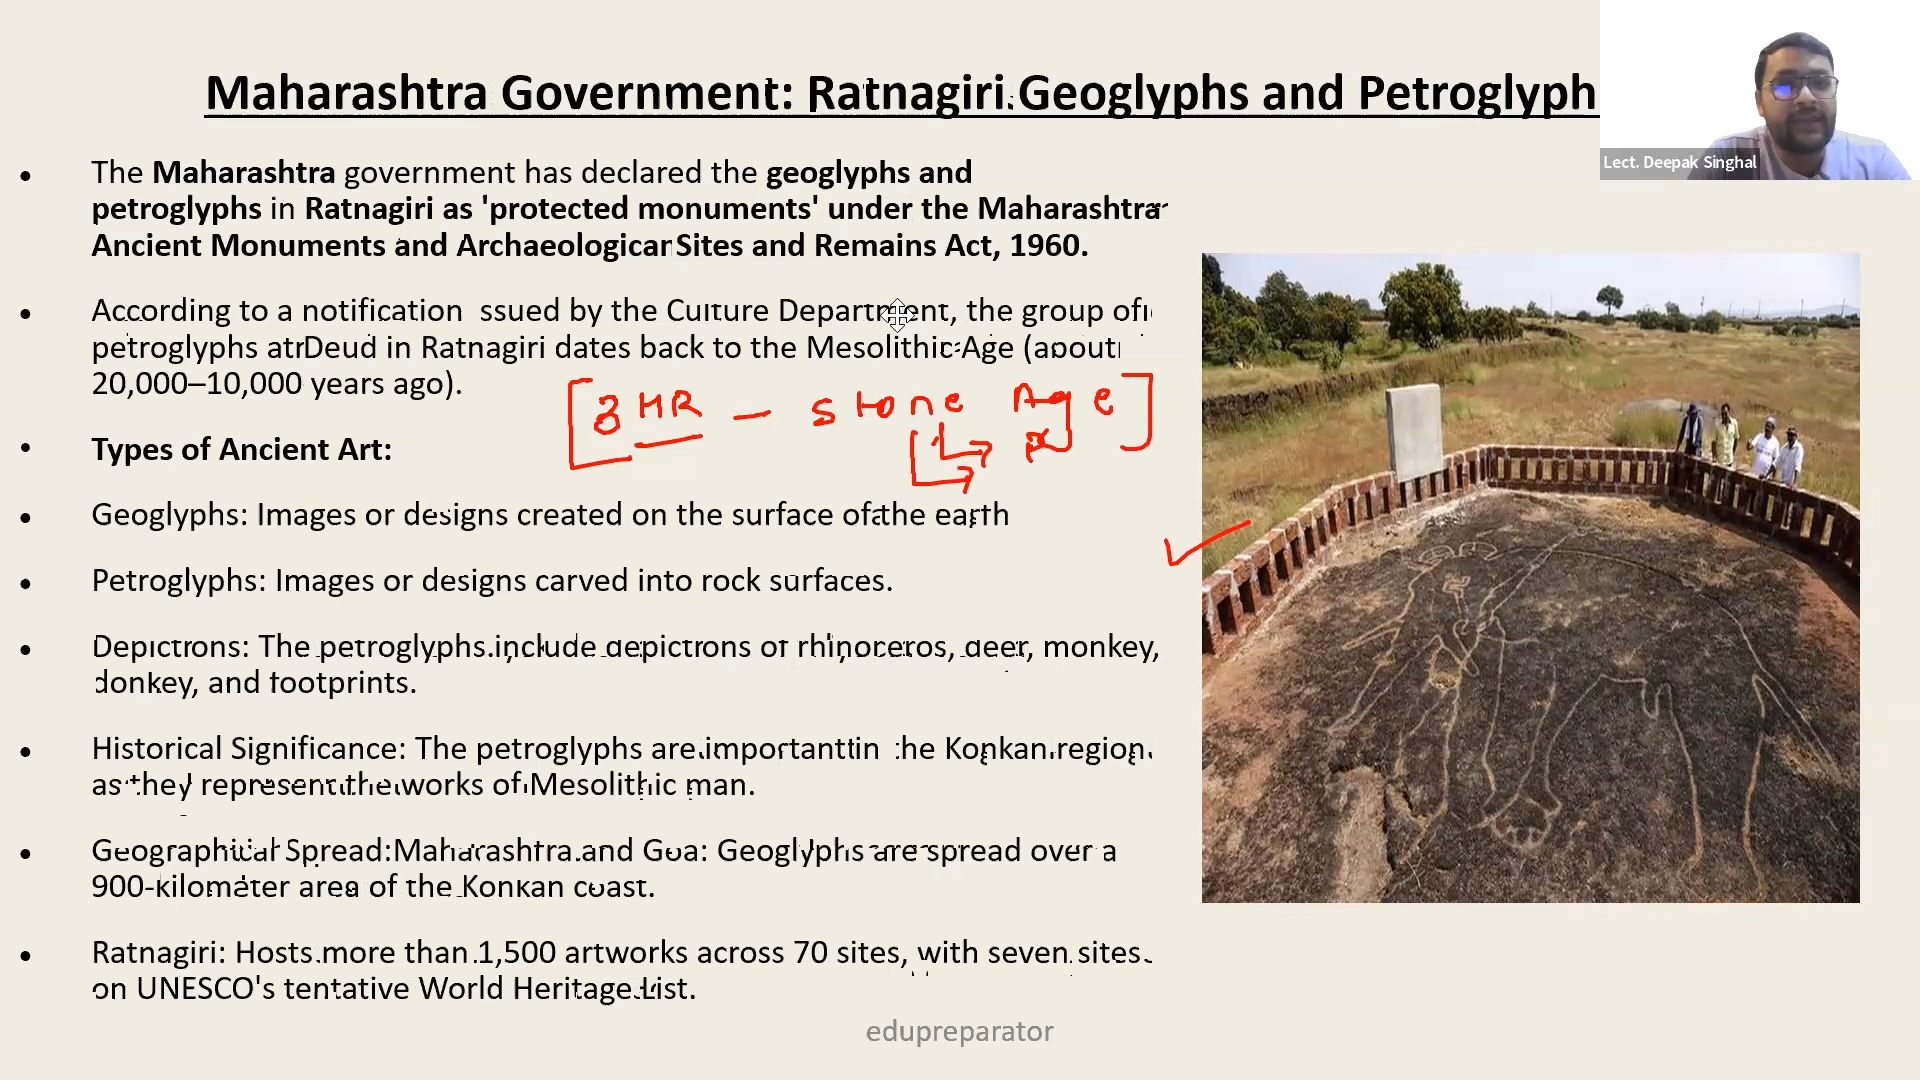 Maharashtra Government: Ratnagiri Geoglyphs and Petroglyph
Lect. Deepak Singhal
The Maharashtra government has declared the geoglyphs and
petroglyphs in Ratnagiri as 'protected monuments' under the Maharashtra
Ancient Monuments and Archaeological Sites and Remains Act, 1960.
According to a notification issued by the Culture Department, the group of
petroglyphs at Deud in Ratnagiri dates back to the Mesolithic Age (about
20,000–10,000 years ago).
3 HR — Stone Age
Types of Ancient Art:
Geoglyphs: Images or designs created on the surface of the earth
Petroglyphs: Images or designs carved into rock surfaces.
Depictions: The petroglyphs include depictions of rhinoceros, deer, monkey,
donkey, and footprints.
Historical Significance: The petroglyphs are important in the Konkan region
as they represent the works of Mesolithic man.
Geographical Spread: Maharashtra and Goa: Geoglyphs are spread over a
900-kilometer area of the Konkan coast.
Ratnagiri: Hosts more than 1,500 artworks across 70 sites, with seven sites
on UNESCO's tentative World Heritage List.
edupreparator